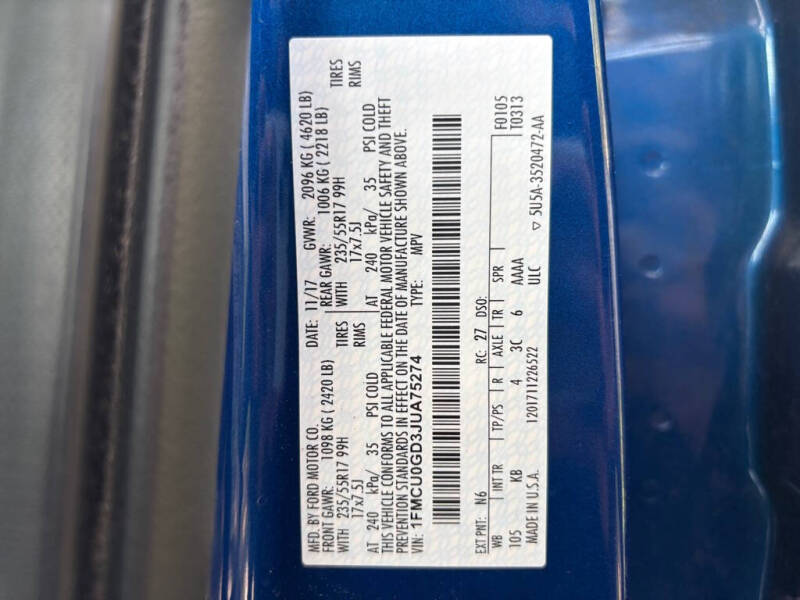 MFD. BY FORD MOTOR CO. DATE: 11/17 GVWR: 2096 KG ( 4620 LB)
FRONT GAWR: 1098 KG ( 2420 LB) REAR GAWR: 1006 KG ( 2218 LB)
WITH 235/55R17 99H TIRES WITH 235/55R17 99H TIRES
17x7.5J RIMS 17x7.5J RIMS
AT 240 kPa/ 35 PSI COLD AT 240 kPa/ 35 PSI COLD
THIS VEHICLE CONFORMS TO ALL APPLICABLE FEDERAL MOTOR VEHICLE SAFETY AND THEFT
PREVENTION STANDARDS IN EFFECT ON THE DATE OF MANUFACTURE SHOWN ABOVE.
VIN: 1FMCU0GD3JUA75274 TYPE: MPV
EXT PNT: N6 RC: 27 DSO: F0105
WB INT TR TP/PS R AXLE TR SPR T0313
105 KB 4 3C 6 AAAA
MADE IN U.S.A. 1201711226522 ULC ▽ 5U5A-3520472-AA